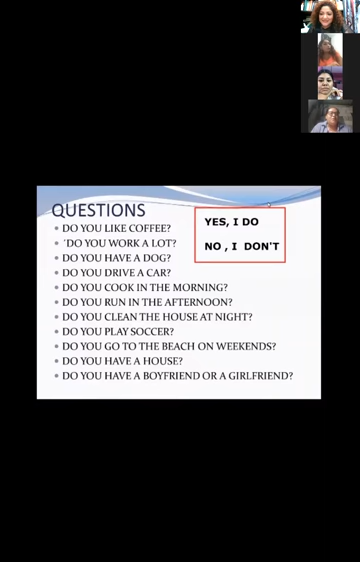 QUESTIONS
DO YOU LIKE COFFEE?
´DO YOU WORK A LOT?
DO YOU HAVE A DOG?
DO YOU DRIVE A CAR?
DO YOU COOK IN THE MORNING?
DO YOU RUN IN THE AFTERNOON?
DO YOU CLEAN THE HOUSE AT NIGHT?
DO YOU PLAY SOCCER?
DO YOU GO TO THE BEACH ON WEEKENDS?
DO YOU HAVE A HOUSE?
DO YOU HAVE A BOYFRIEND OR A GIRLFRIEND?
YES, I DO
NO , I DON'T